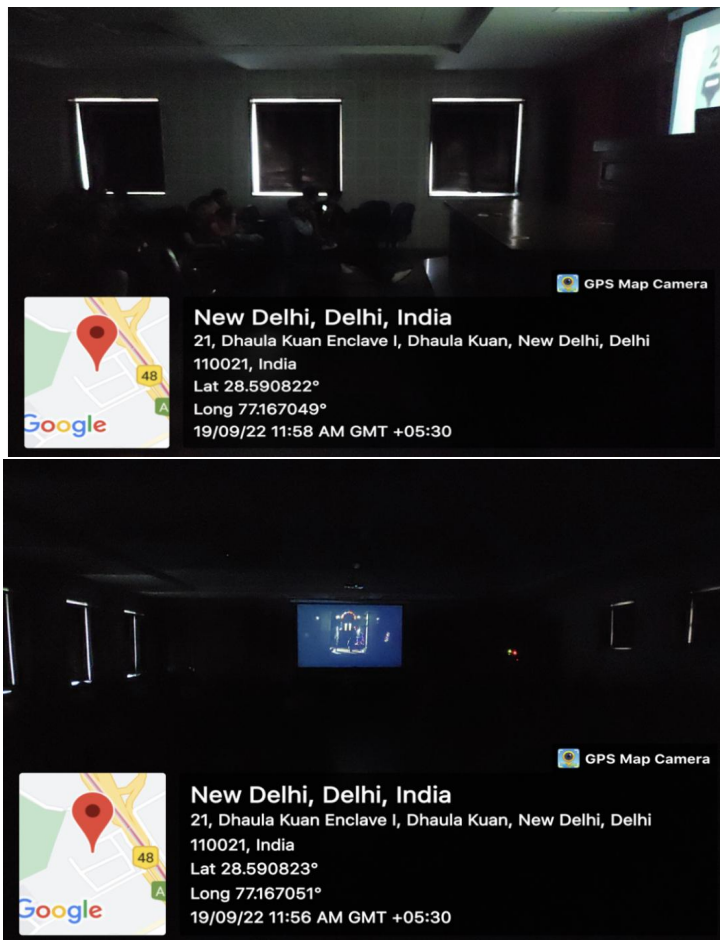 2
GPS Map Camera
New Delhi, Delhi, India
21, Dhaula Kuan Enclave I, Dhaula Kuan, New Delhi, Delhi
110021, India
Lat 28.590822°
Long 77.167049°
19/09/22 11:58 AM GMT +05:30
48
A
Google
GPS Map Camera
New Delhi, Delhi, India
21, Dhaula Kuan Enclave I, Dhaula Kuan, New Delhi, Delhi
110021, India
Lat 28.590823°
Long 77.167051°
19/09/22 11:56 AM GMT +05:30
48
A
Google